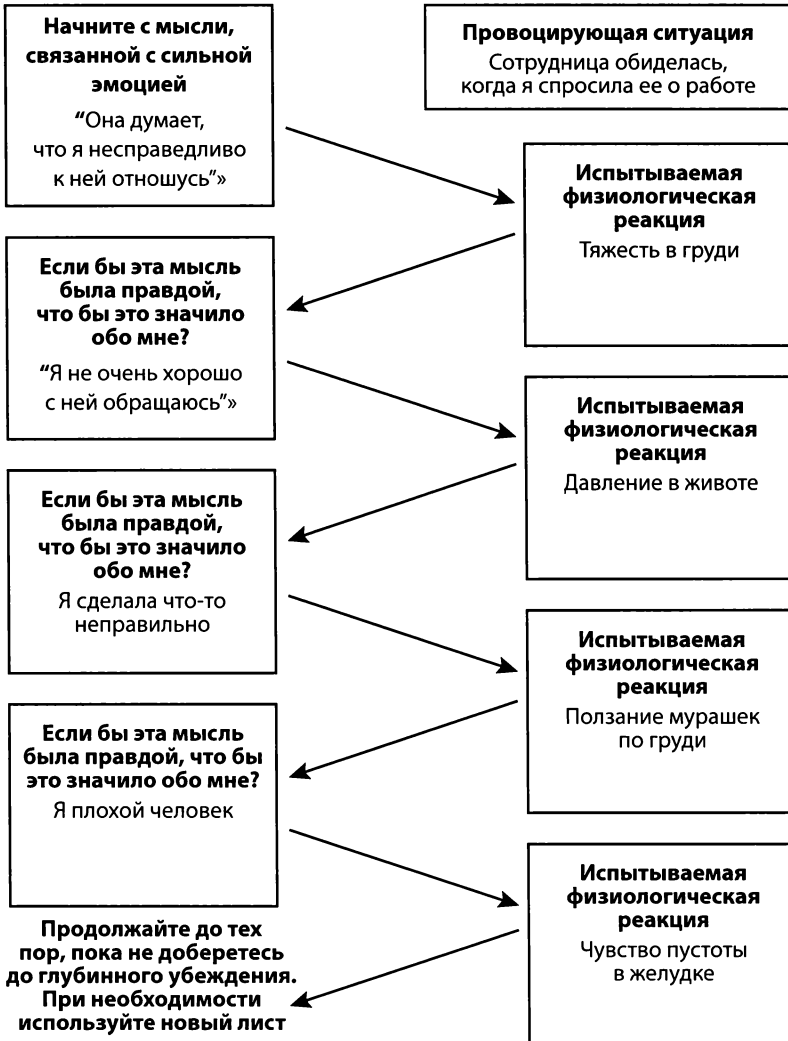 Начните с мысли,
связанной с сильной
эмоцией
“Она думает,
что я несправедливо
к ней отношусь”»
Провоцирующая ситуация
Сотрудница обиделась,
когда я спросила ее о работе
Испытываемая
физиологическая
реакция
Тяжесть в груди
Если бы эта мысль
была правдой,
что бы это значило
обо мне?
“Я не очень хорошо
с ней обращаюсь”»
Испытываемая
физиологическая
реакция
Давление в животе
Если бы эта мысль
была правдой,
что бы это значило
обо мне?
Я сделала что-то
неправильно
Испытываемая
физиологическая
реакция
Ползание мурашек
по груди
Если бы эта мысль
была правдой, что бы
это значило обо мне?
Я плохой человек
Испытываемая
физиологическая
реакция
Чувство пустоты
в желудке
Продолжайте до тех
пор, пока не доберетесь
до глубинного убеждения.
При необходимости
используйте новый лист